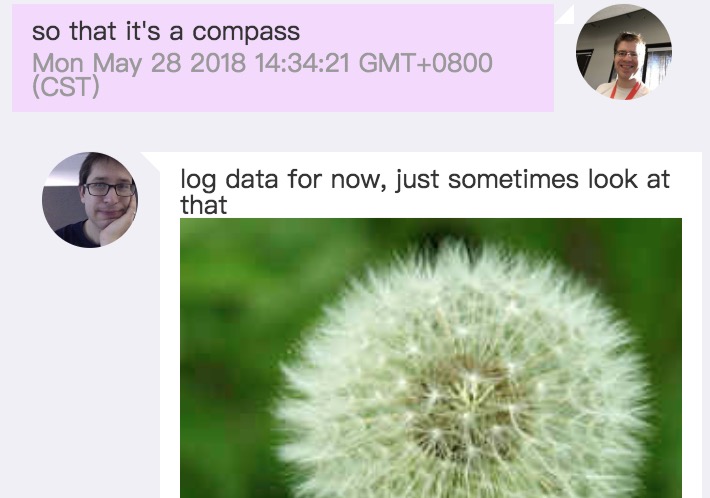 so that it's a compass
Mon May 28 2018 14:34:21 GMT+0800
(CST)
log data for now, just sometimes look at
that